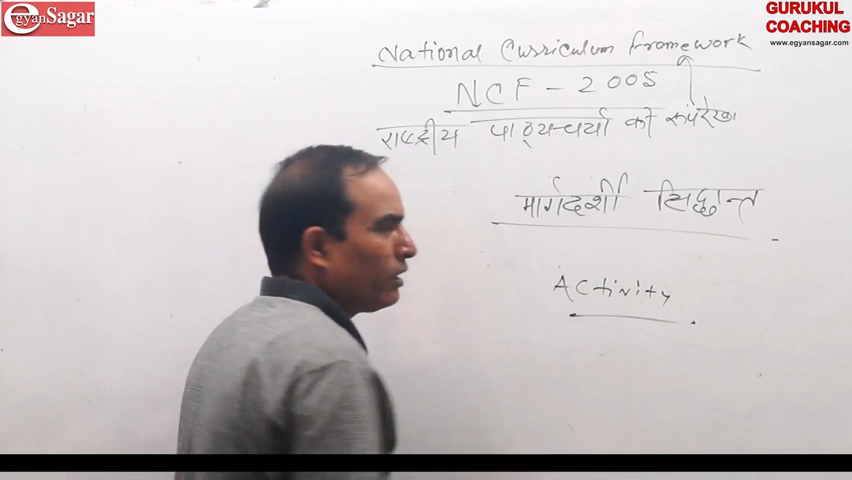 egyanSagar
GURUKUL
COACHING
www.egyansagar.com
National Curriculum Framework
NCF - 2005
राष्ट्रीय पाठ्यचर्या की रूपरेखा
मार्गदर्शी सिद्धान्त
Activity